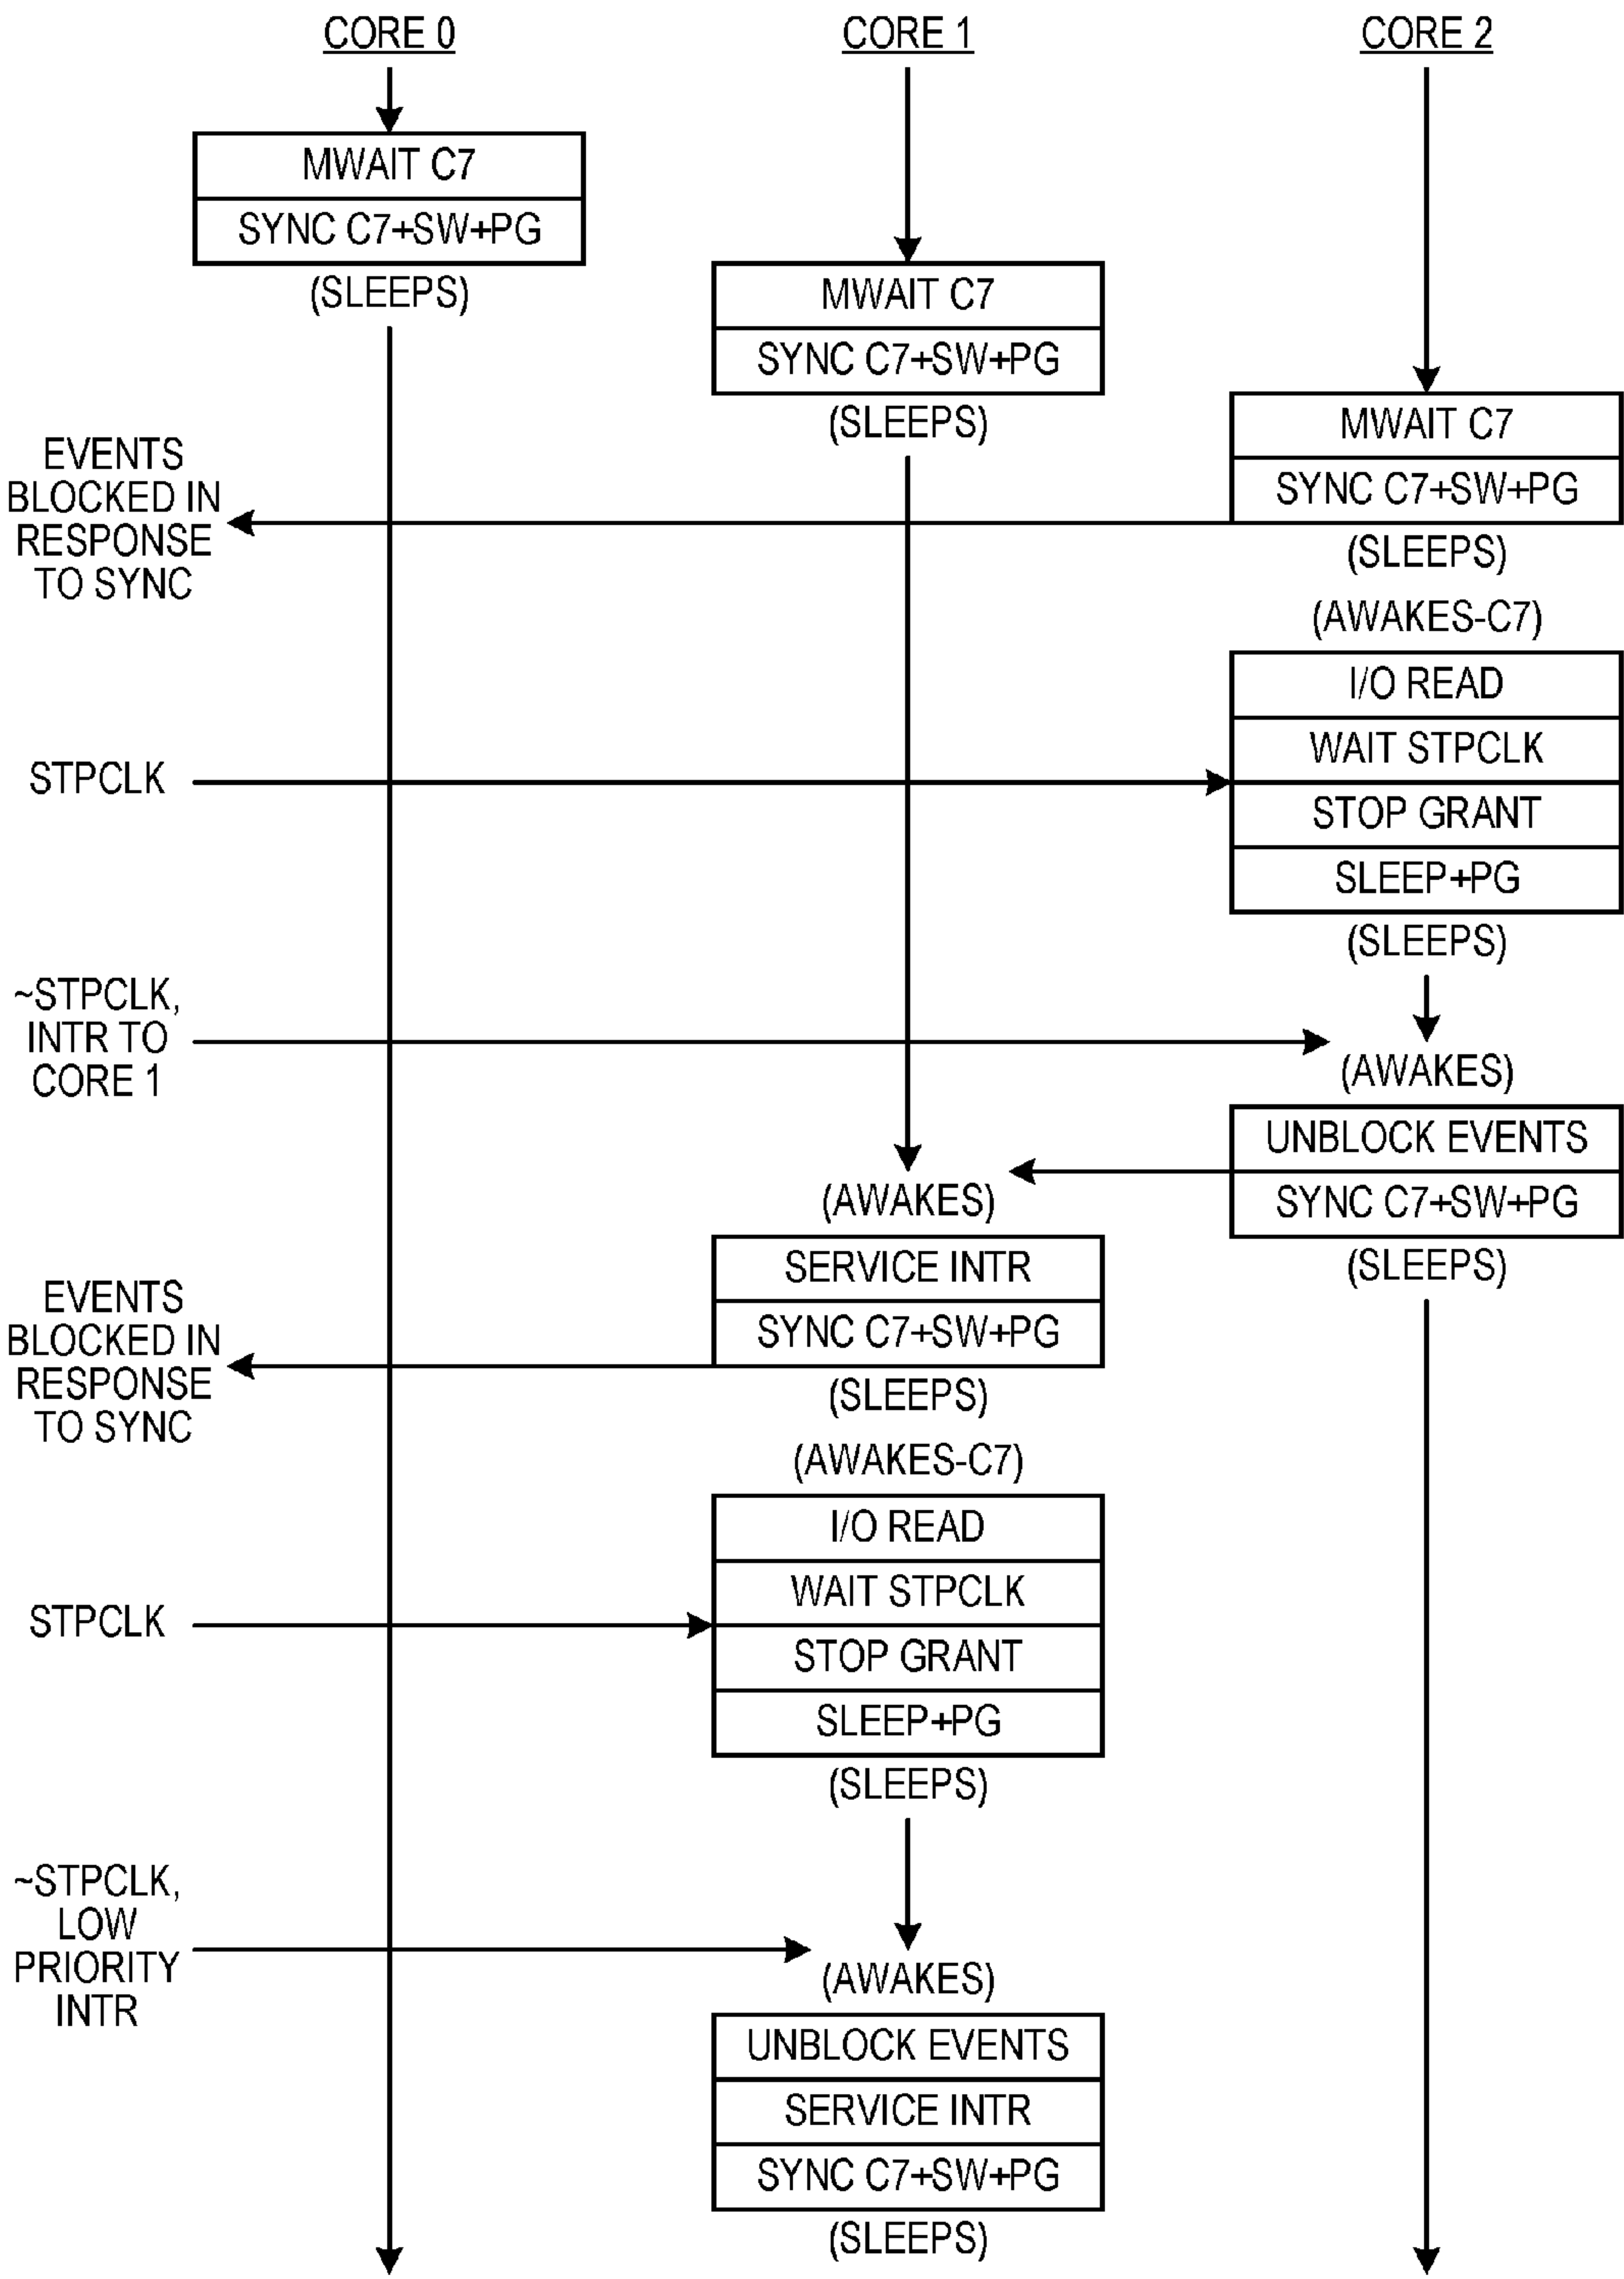 CORE 0
CORE 1
CORE 2
MWAIT C7
SYNC C7+SW+PG
(SLEEPS)
MWAIT C7
SYNC C7+SW+PG
(SLEEPS)
MWAIT C7
SYNC C7+SW+PG
(SLEEPS)
EVENTS
BLOCKED IN
RESPONSE
TO SYNC
(AWAKES-C7)
I/O READ
WAIT STPCLK
STOP GRANT
SLEEP+PG
(SLEEPS)
STPCLK
~STPCLK,
INTR TO
CORE 1
(AWAKES)
UNBLOCK EVENTS
SYNC C7+SW+PG
(SLEEPS)
(AWAKES)
SERVICE INTR
SYNC C7+SW+PG
(SLEEPS)
EVENTS
BLOCKED IN
RESPONSE
TO SYNC
(AWAKES-C7)
I/O READ
WAIT STPCLK
STOP GRANT
SLEEP+PG
(SLEEPS)
STPCLK
~STPCLK,
LOW
PRIORITY
INTR
(AWAKES)
UNBLOCK EVENTS
SERVICE INTR
SYNC C7+SW+PG
(SLEEPS)